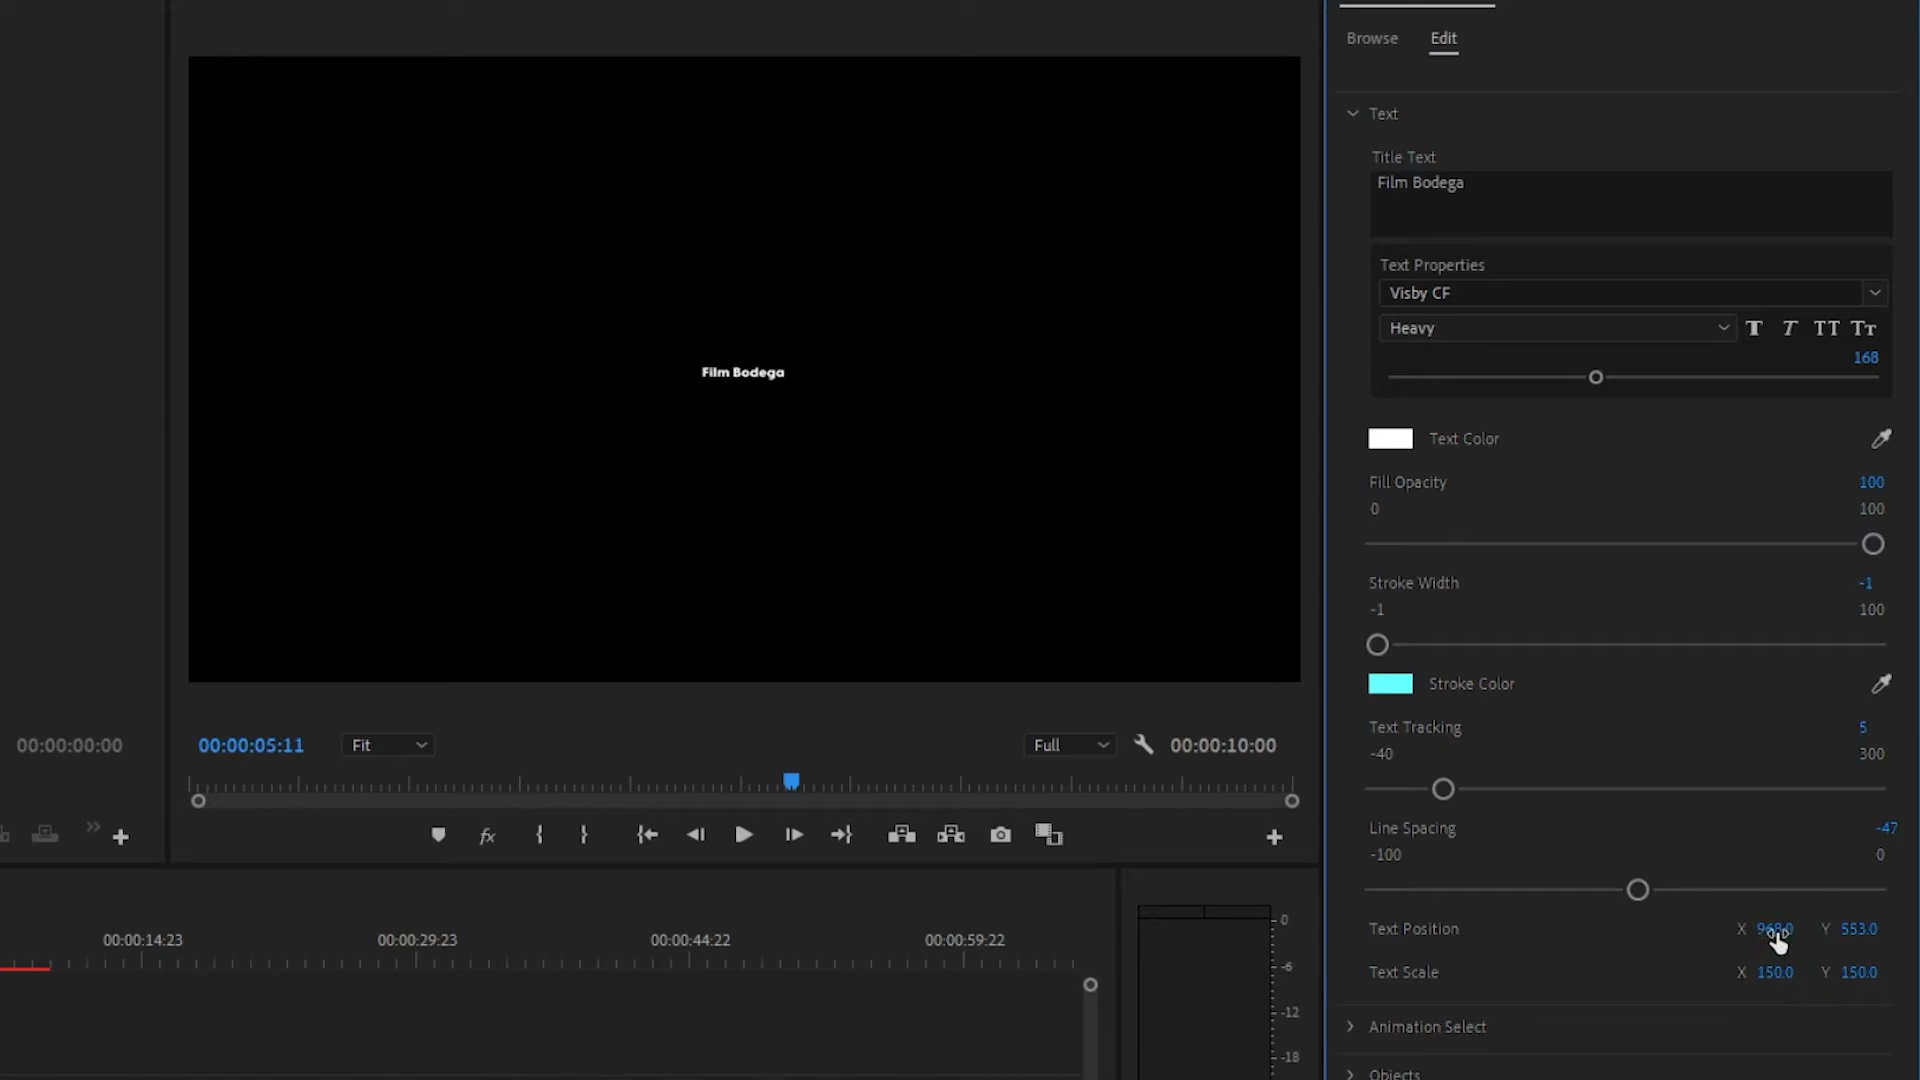 Browse Edit
Text
Title Text
Film Bodega
Text Properties
Visby CF
Heavy T T TT Tт
168
Text Color
Fill Opacity 100
0 100
Stroke Width -1
-1 100
Stroke Color
Text Tracking 5
-40 300
Line Spacing -47
-100 0
Text Position X Y 553.0
Text Scale X 150.0 Y 150.0
Animation Select
Objects
Film Bodega
00:00:00:00
00:00:05:11 Fit Full 00:00:10:00
fx
00:00:14:23 00:00:29:23 00:00:44:22 00:00:59:22
0
-6
-12
-18